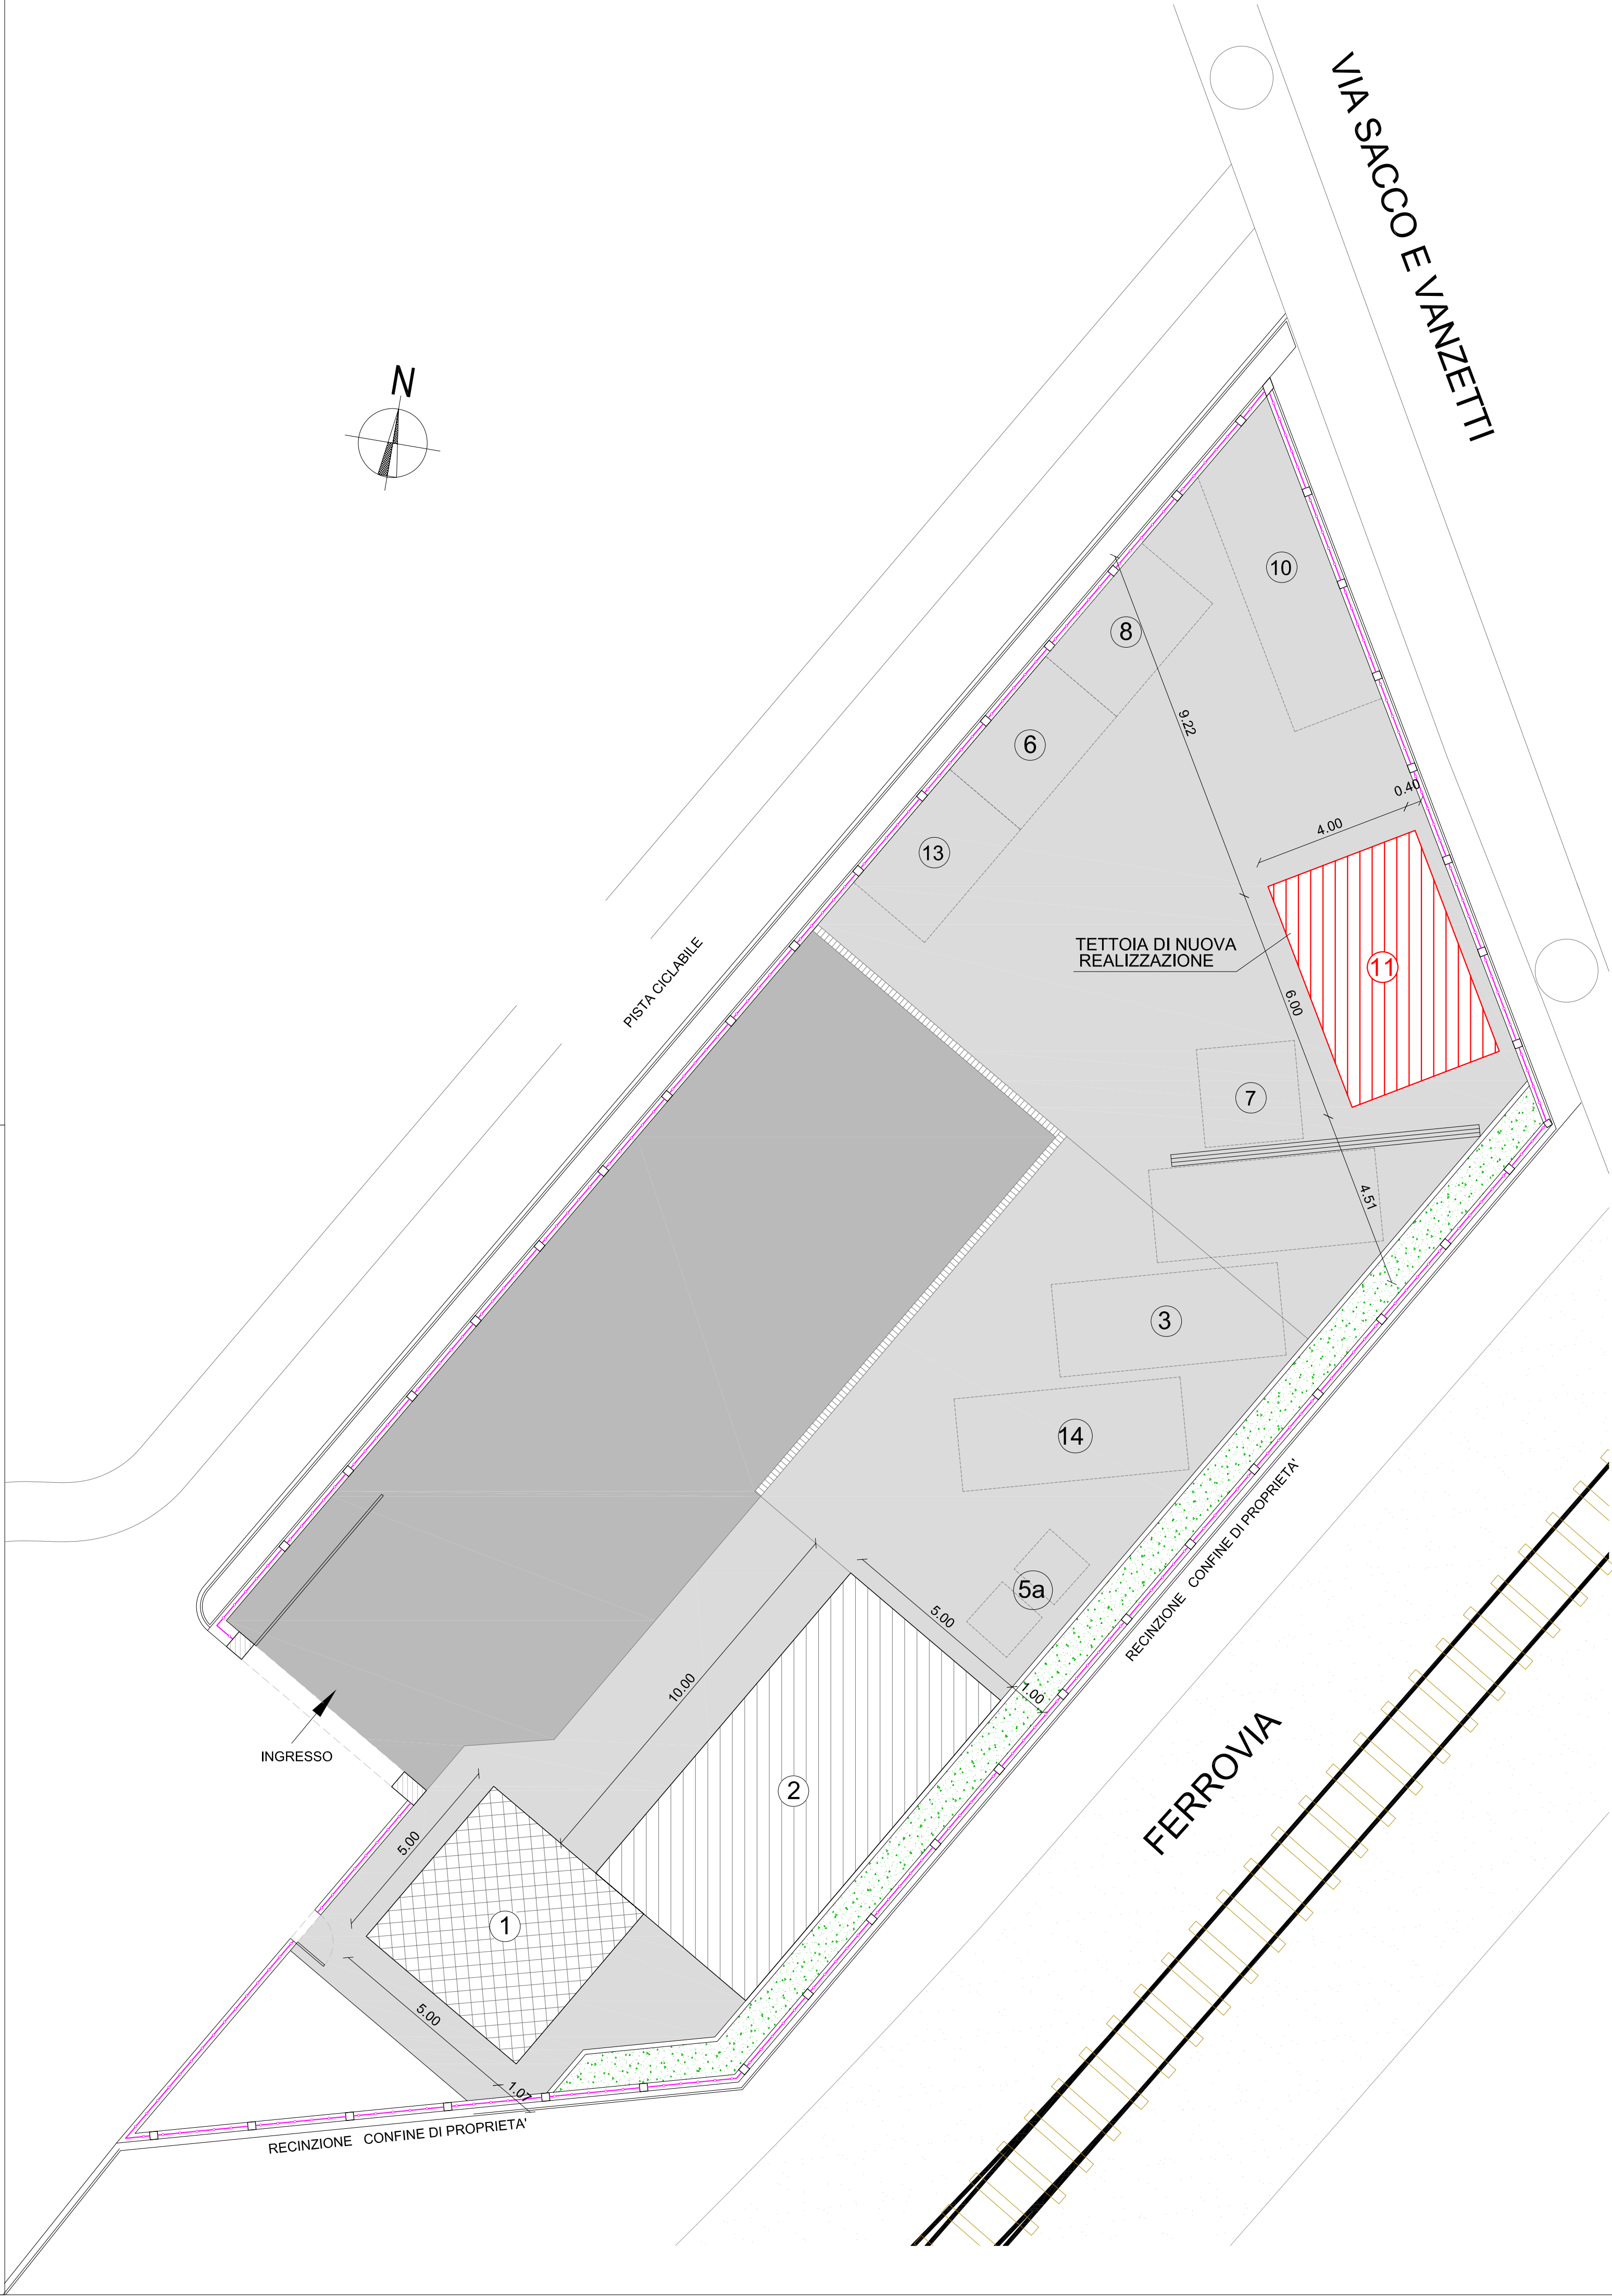 VIA SACCO E VANZETTI
N
10
8
9.22
6
0.40
4.00
13
TETTOIA DI NUOVA
REALIZZAZIONE
11
PISTA CICLABILE
6.00
7
4.51
3
14
5a
RECINZIONE CONFINE DI PROPRIETA'
5.00
10.00
1.00
INGRESSO
FERROVIA
2
5.00
1
5.00
1.07
RECINZIONE CONFINE DI PROPRIETA'